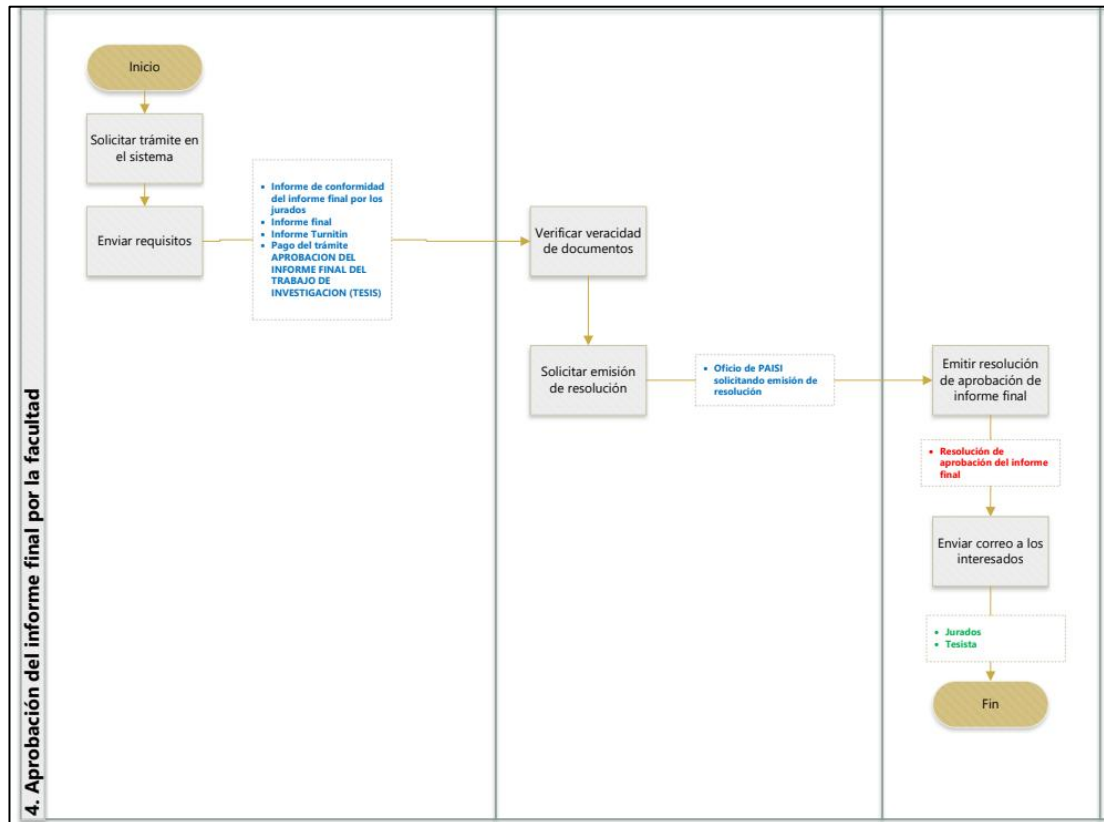 4. Aprobación del informe final por la facultad
Inicio
Solicitar trámite en
el sistema
Enviar requisitos
• Informe de conformidad
del informe final por los
jurados
• Informe final
• Informe Turnitin
• Pago del trámite
APROBACION DEL
INFORME FINAL DEL
TRABAJO DE
INVESTIGACION (TESIS)
Verificar veracidad
de documentos
Solicitar emisión
de resolución
• Oficio de PAISI
solicitando emisión de
resolución
Emitir resolución
de aprobación de
informe final
• Resolución de
aprobación del informe
final
Enviar correo a los
interesados
• Jurados
• Tesista
Fin